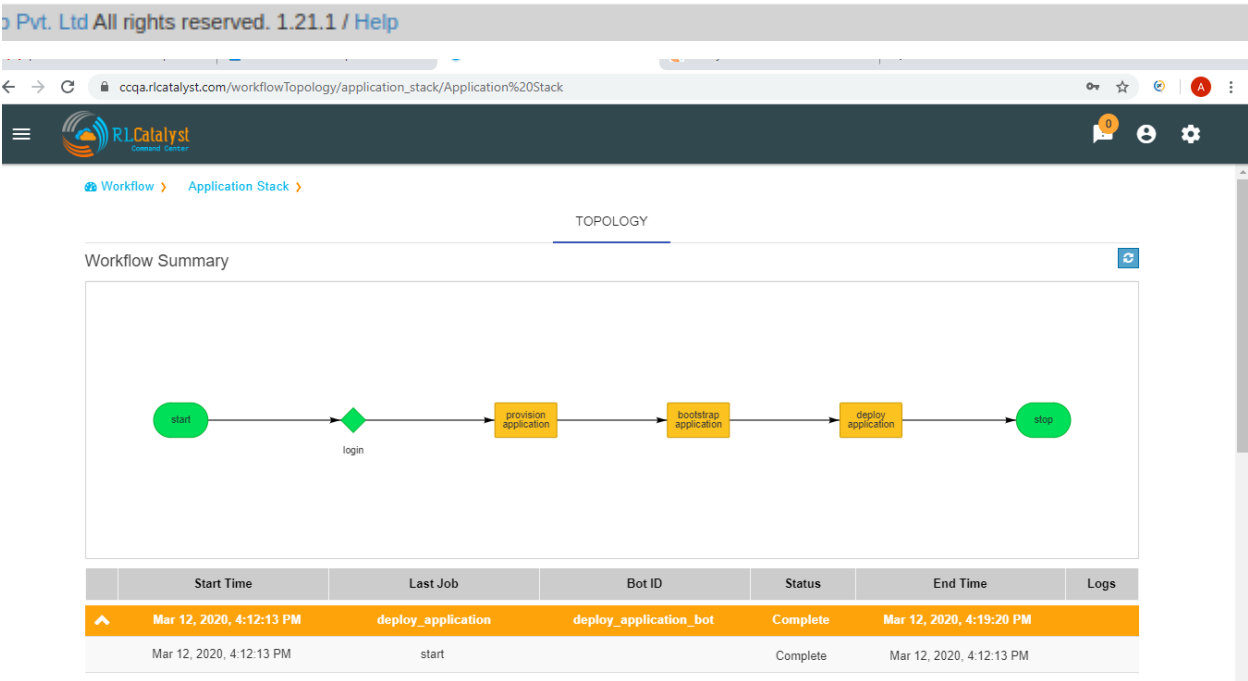 Pvt. Ltd All rights reserved. 1.21.1 / Help
ccqa.rlcatalyst.com/workflowTopology/application_stack/Application%20Stack
A
RLCatalyst
Command Center
0
Workflow
Application Stack
TOPOLOGY
Workflow Summary
start
login
provision
application
bootstrap
application
deploy
application
stop
Start Time Last Job Bot ID Status End Time Logs
Mar 12, 2020, 4:12:13 PM deploy_application deploy_application_bot Complete Mar 12, 2020, 4:19:20 PM
Mar 12, 2020, 4:12:13 PM start Complete Mar 12, 2020, 4:12:13 PM